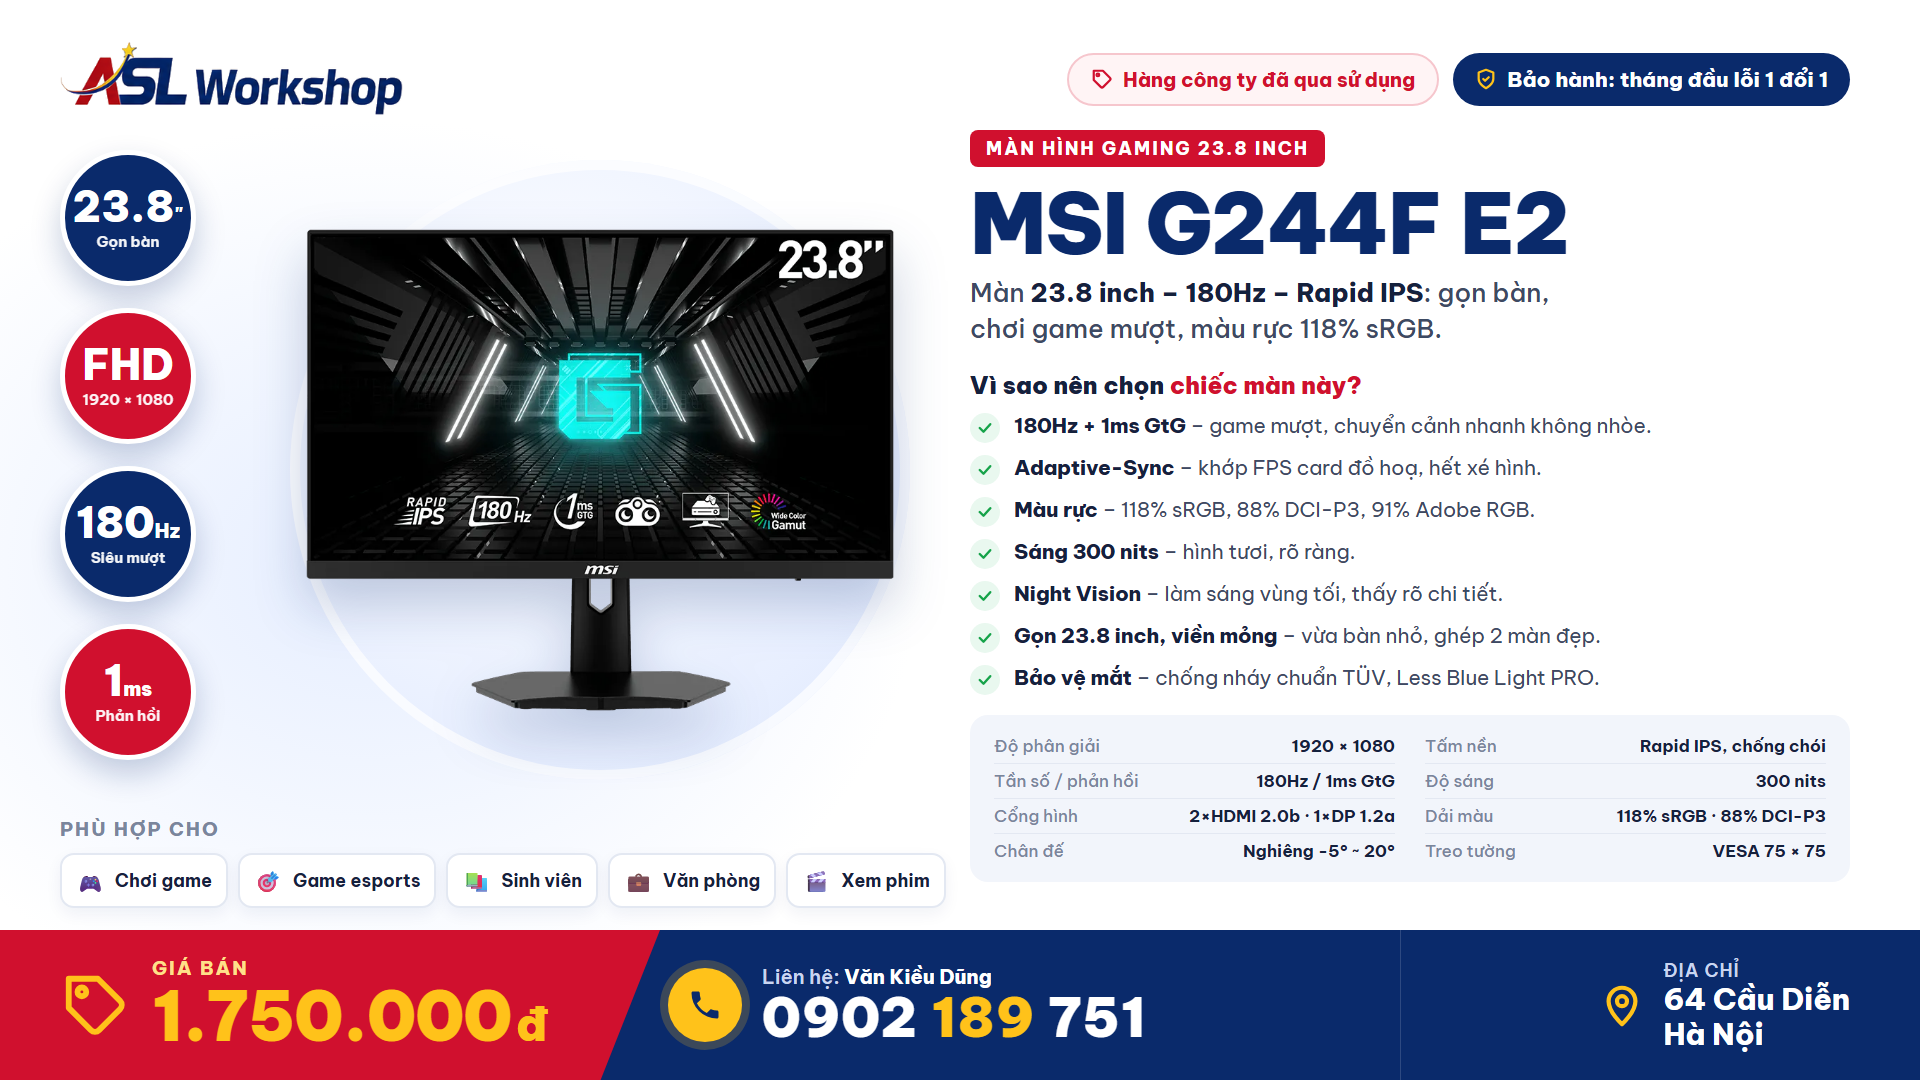 ASL Workshop
Hàng công ty đã qua sử dụng
Bảo hành: tháng đầu lỗi 1 đổi 1
23.8″
Gọn bàn
FHD
1920 × 1080
180Hz
Siêu mượt
1ms
Phản hồi
23.8”
RAPID IPS
180 Hz
1ms GTG
Wide Color Gamut
msi
MÀN HÌNH GAMING 23.8 INCH
MSI G244F E2
Màn 23.8 inch – 180Hz – Rapid IPS: gọn bàn,
chơi game mượt, màu rực 118% sRGB.
Vì sao nên chọn chiếc màn này?
180Hz + 1ms GtG – game mượt, chuyển cảnh nhanh không nhòe.
Adaptive-Sync – khớp FPS card đồ hoạ, hết xé hình.
Màu rực – 118% sRGB, 88% DCI-P3, 91% Adobe RGB.
Sáng 300 nits – hình tươi, rõ ràng.
Night Vision – làm sáng vùng tối, thấy rõ chi tiết.
Gọn 23.8 inch, viền mỏng – vừa bàn nhỏ, ghép 2 màn đẹp.
Bảo vệ mắt – chống nháy chuẩn TÜV, Less Blue Light PRO.
Độ phân giải 1920 × 1080
Tấm nền Rapid IPS, chống chói
Tần số / phản hồi 180Hz / 1ms GtG
Độ sáng 300 nits
Cổng hình 2×HDMI 2.0b · 1×DP 1.2a
Dải màu 118% sRGB · 88% DCI-P3
Chân đế Nghiêng -5° ~ 20°
Treo tường VESA 75 × 75
PHÙ HỢP CHO
Chơi game
Game esports
Sinh viên
Văn phòng
Xem phim
GIÁ BÁN
1.750.000đ
Liên hệ: Văn Kiều Dũng
0902 189 751
ĐỊA CHỈ
64 Cầu Diễn
Hà Nội